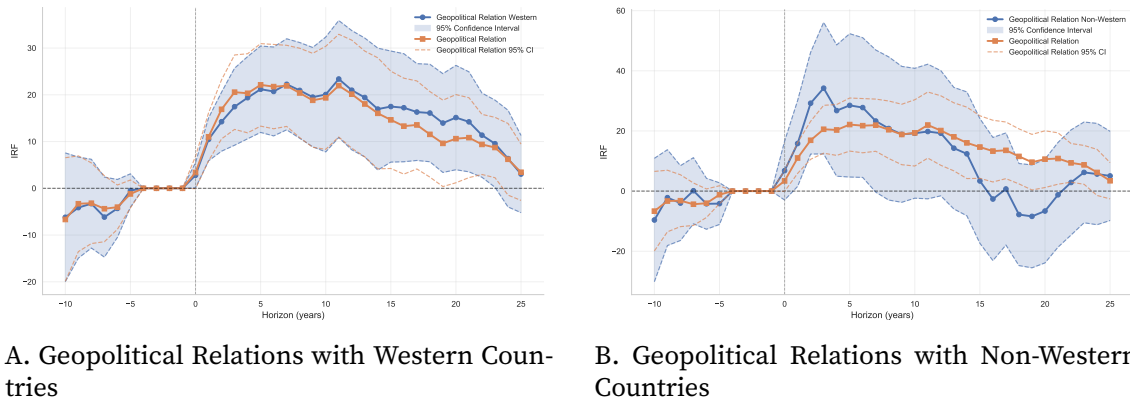 Geopolitical Relation Western
95% Confidence Interval
Geopolitical Relation
Geopolitical Relation 95% CI
30
20
10
0
−10
−20
IRF
−10
−5
0
5
10
15
20
25
Horizon (years)
A. Geopolitical Relations with Western Coun-
tries
Geopolitical Relation Non-Western
95% Confidence Interval
Geopolitical Relation
Geopolitical Relation 95% CI
60
40
20
0
−20
IRF
−10
−5
0
5
10
15
20
25
Horizon (years)
B. Geopolitical Relations with Non-Western
Countries